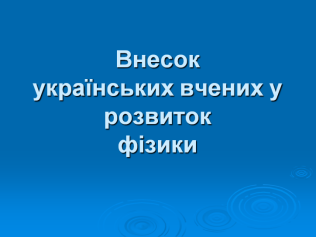 Внесок
українських вчених у
розвиток
фізики